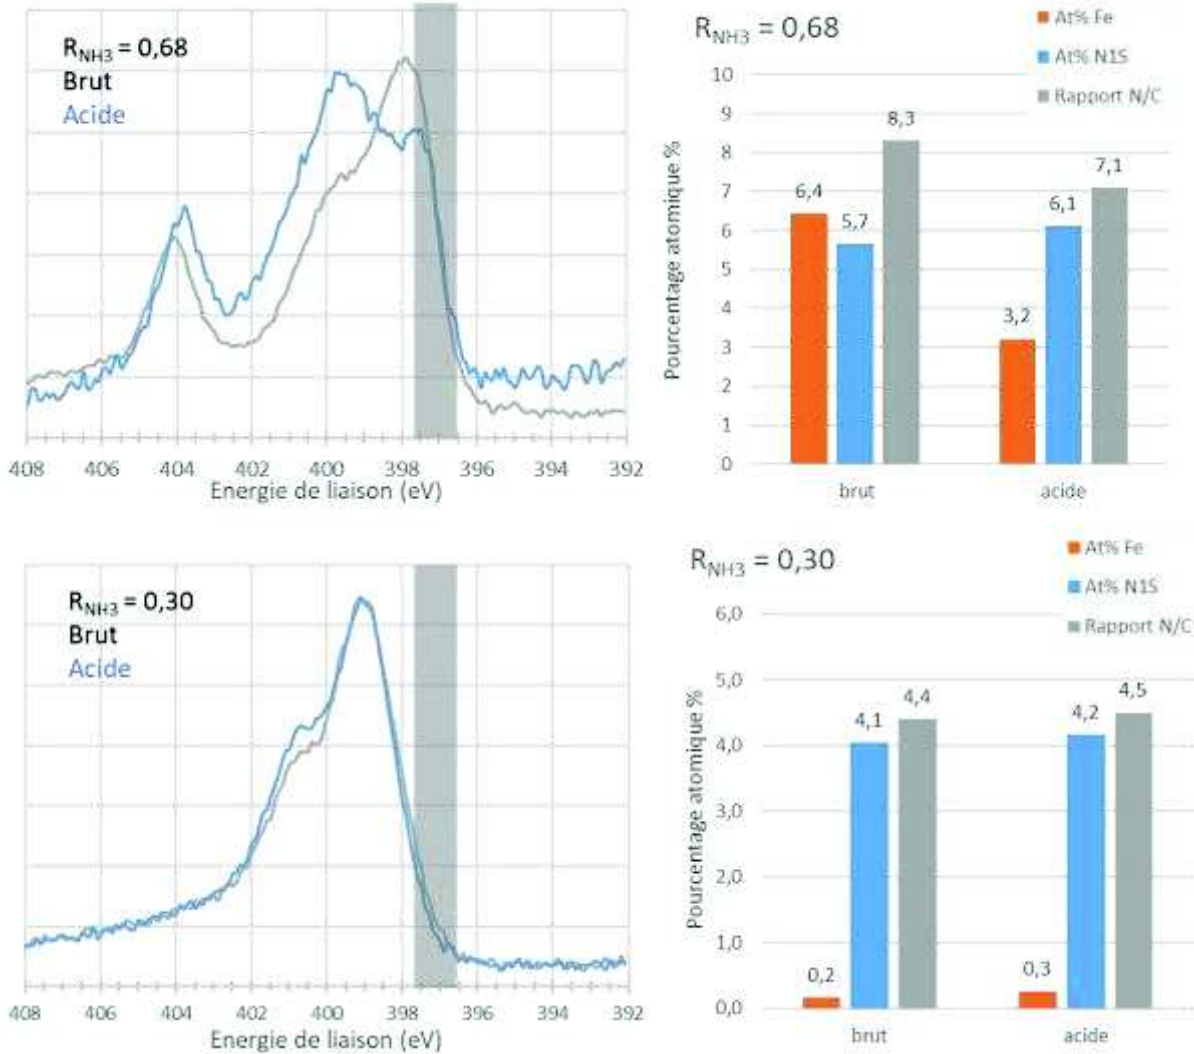 R_NH3 = 0,68
Brut
Acide
408 406 404 402 400 398 396 394 392
Energie de liaison (eV)
R_NH3 = 0,68
At% Fe
At% N1S
Rapport N/C
Pourcentage atomique %
10
9
8
7
6
5
4
3
2
1
0
6,4
5,7
8,3
3,2
6,1
7,1
brut acide
R_NH3 = 0,30
Brut
Acide
408 406 404 402 400 398 396 394 392
Energie de liaison (eV)
R_NH3 = 0,30
At% Fe
At% N1S
Rapport N/C
Pourcentage atomique %
6,0
5,0
4,0
3,0
2,0
1,0
0,0
0,2
4,1
4,4
0,3
4,2
4,5
brut acide